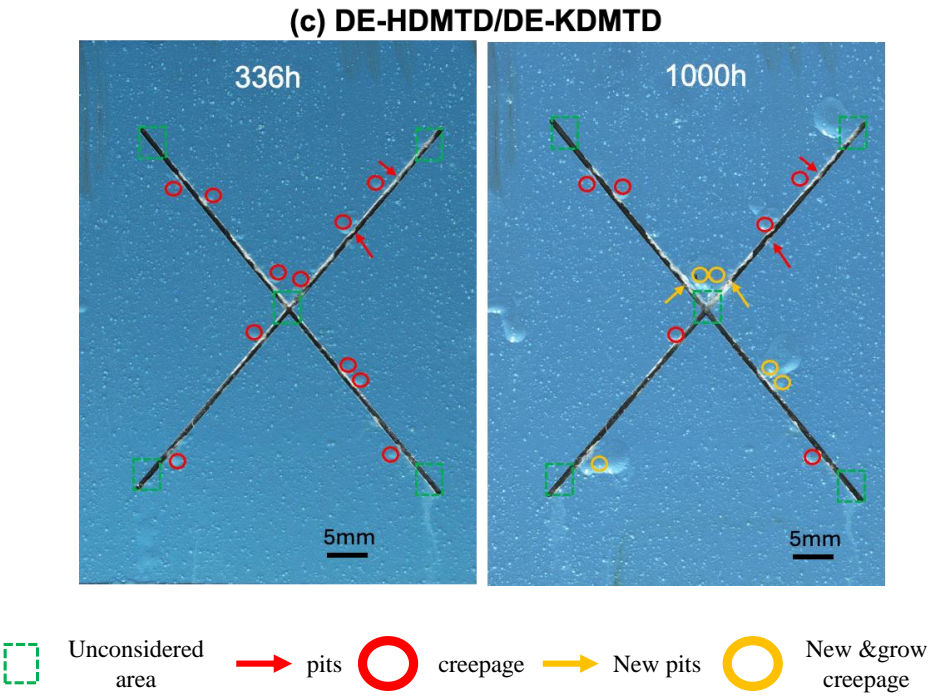 (c) DE-HDMTD/DE-KDMTD
336h
1000h
5mm
5mm
Unconsidered
area
pits
creepage
New pits
New &grow
creepage